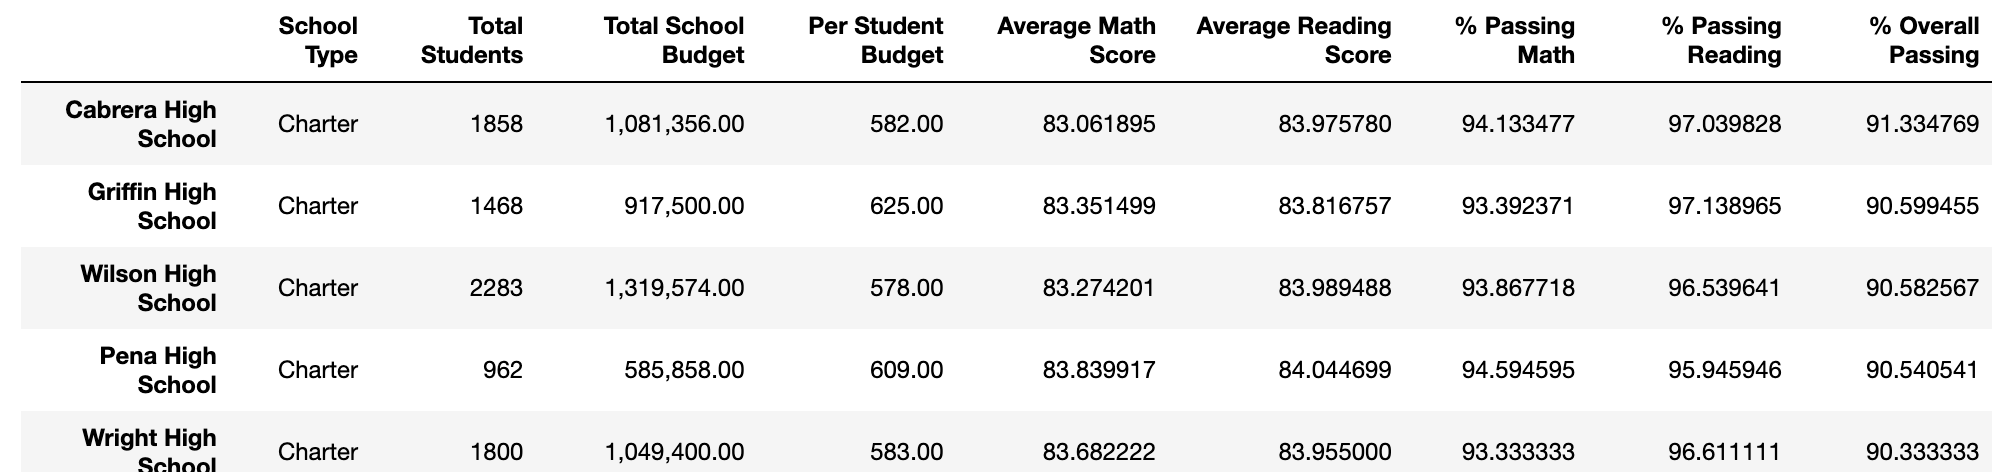 School Type Total Students Total School Budget Per Student Budget Average Math Score Average Reading Score % Passing Math % Passing Reading % Overall Passing
Cabrera High School Charter 1858 1,081,356.00 582.00 83.061895 83.975780 94.133477 97.039828 91.334769
Griffin High School Charter 1468 917,500.00 625.00 83.351499 83.816757 93.392371 97.138965 90.599455
Wilson High School Charter 2283 1,319,574.00 578.00 83.274201 83.989488 93.867718 96.539641 90.582567
Pena High School Charter 962 585,858.00 609.00 83.839917 84.044699 94.594595 95.945946 90.540541
Wright High School Charter 1800 1,049,400.00 583.00 83.682222 83.955000 93.333333 96.611111 90.333333